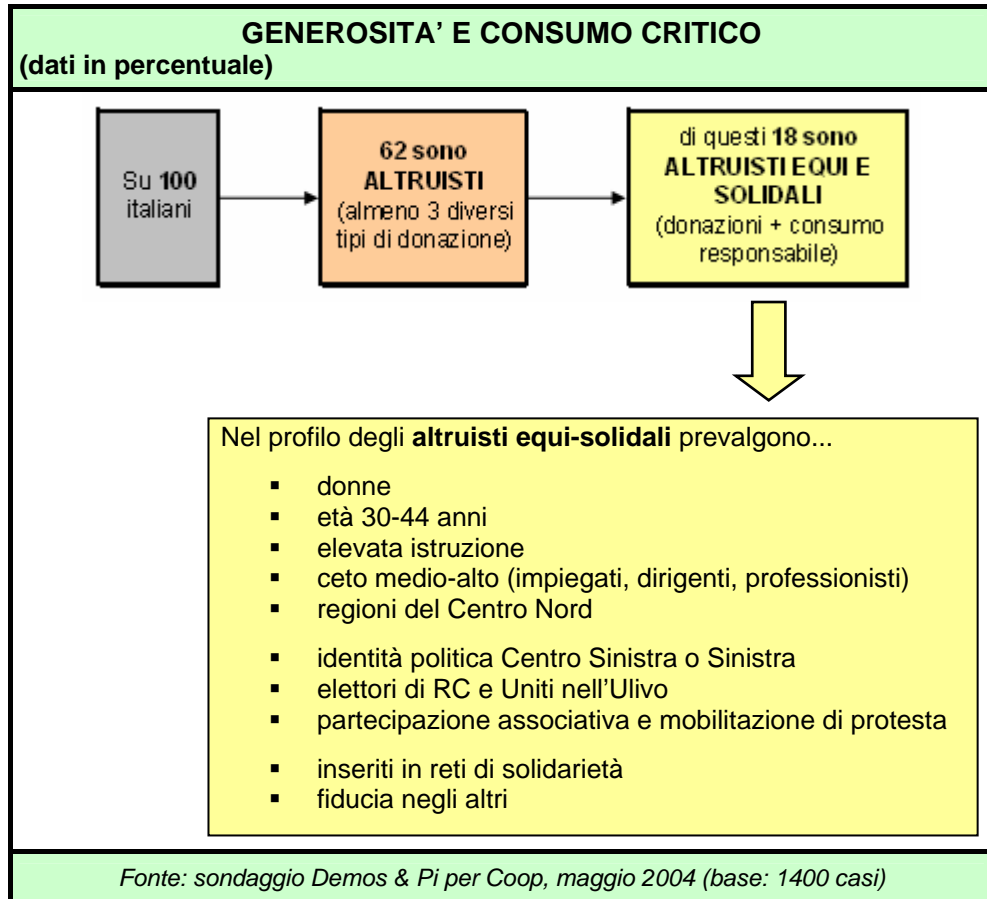 GENEROSITA’ E CONSUMO CRITICO
(dati in percentuale)
Su 100
italiani
62 sono
ALTRUISTI
(almeno 3 diversi
tipi di donazione)
di questi 18 sono
ALTRUISTI EQUI E
SOLIDALI
(donazioni + consumo
responsabile)
Nel profilo degli altruisti equi-solidali prevalgono...
▪ donne
▪ età 30-44 anni
▪ elevata istruzione
▪ ceto medio-alto (impiegati, dirigenti, professionisti)
▪ regioni del Centro Nord
▪ identità politica Centro Sinistra o Sinistra
▪ elettori di RC e Uniti nell’Ulivo
▪ partecipazione associativa e mobilitazione di protesta
▪ inseriti in reti di solidarietà
▪ fiducia negli altri
Fonte: sondaggio Demos & Pi per Coop, maggio 2004 (base: 1400 casi)